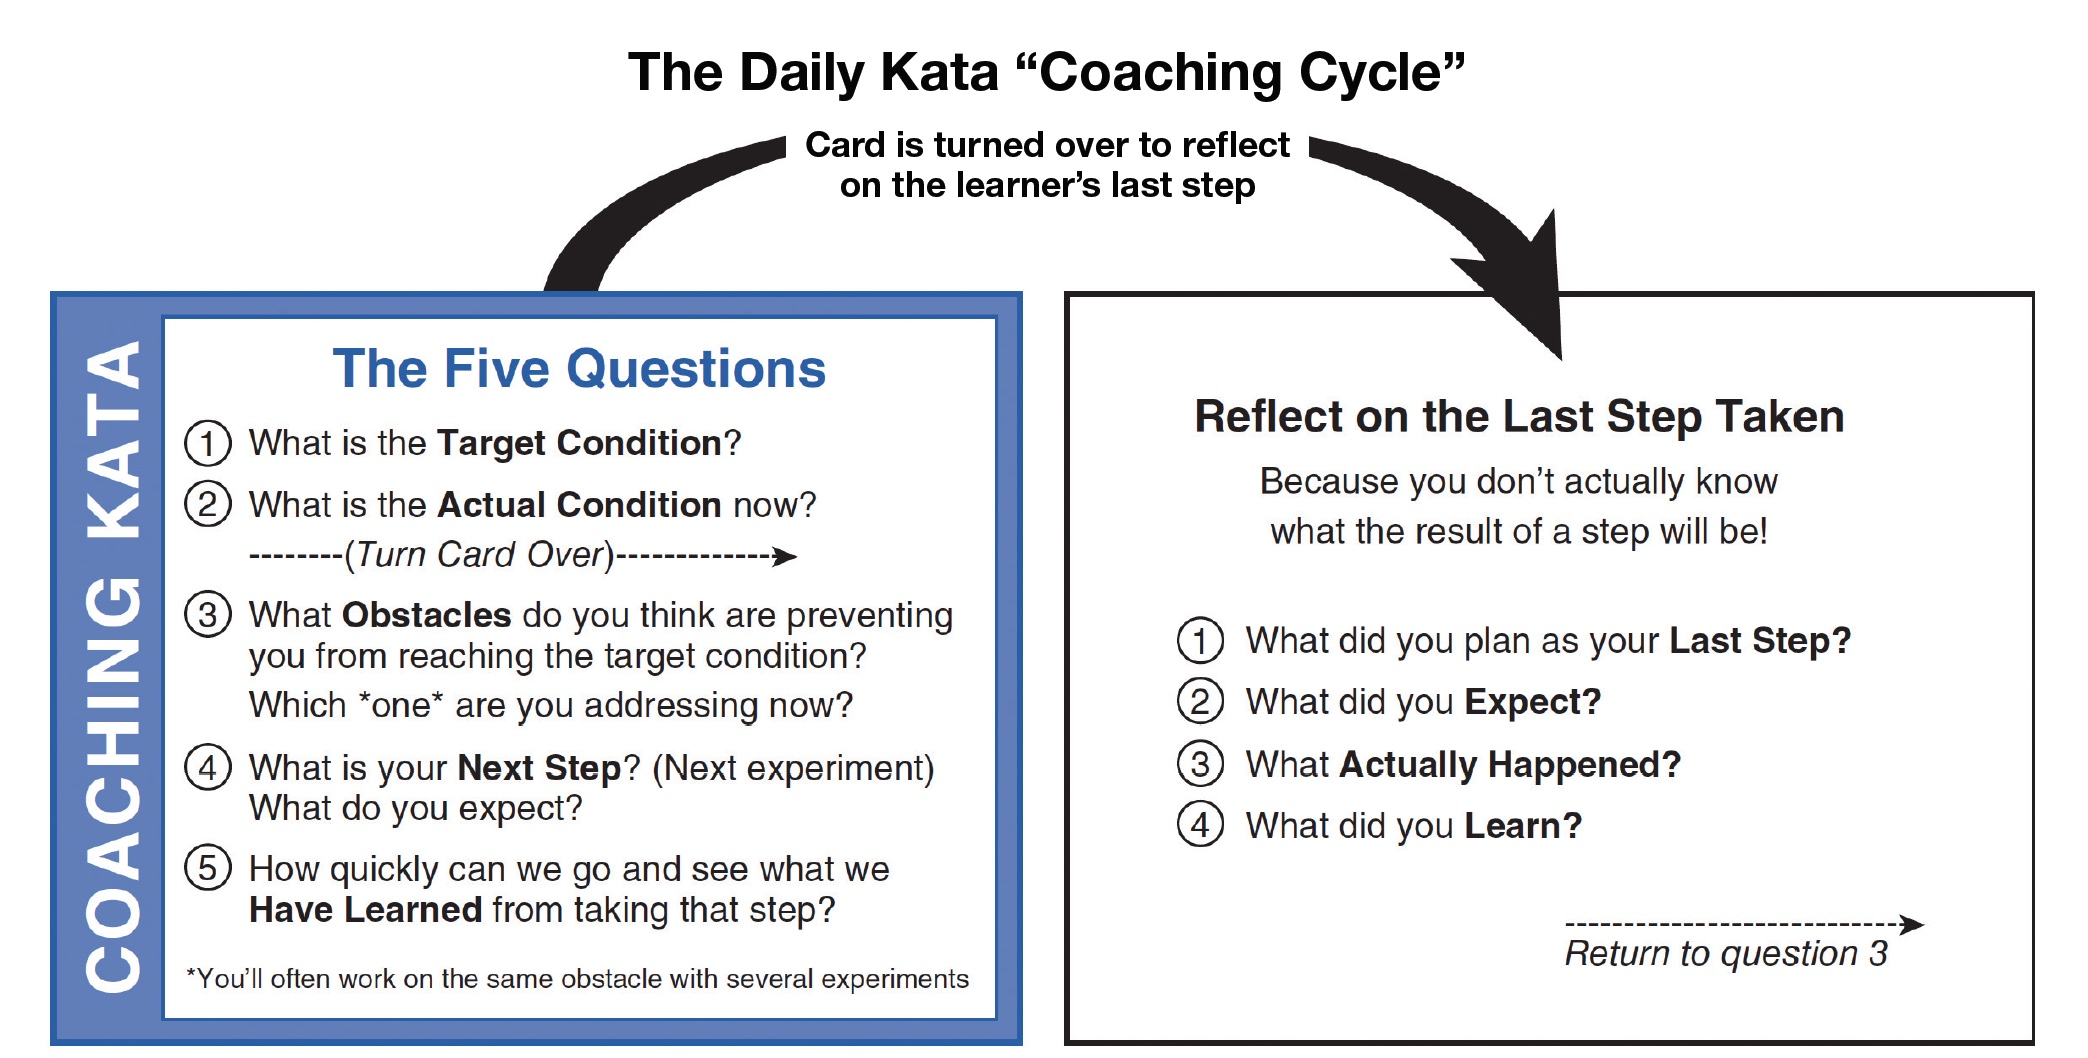 The Daily Kata “Coaching Cycle”
Card is turned over to reflect
on the learner’s last step
COACHING KATA
The Five Questions
1 What is the Target Condition?
2 What is the Actual Condition now?
--------(Turn Card Over)------------->
3 What Obstacles do you think are preventing
you from reaching the target condition?
Which *one* are you addressing now?
4 What is your Next Step? (Next experiment)
What do you expect?
5 How quickly can we go and see what we
Have Learned from taking that step?
*You’ll often work on the same obstacle with several experiments
Reflect on the Last Step Taken
Because you don’t actually know
what the result of a step will be!
1 What did you plan as your Last Step?
2 What did you Expect?
3 What Actually Happened?
4 What did you Learn?
---------------------------->
Return to question 3